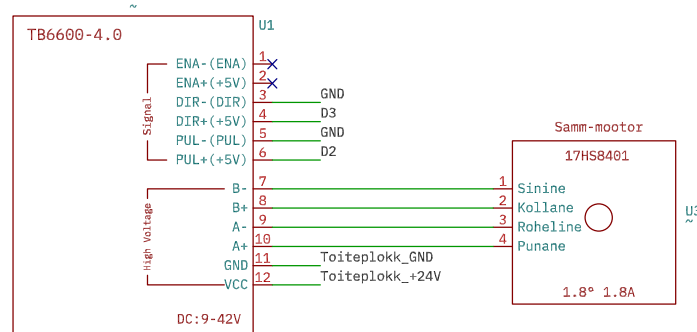 ~
U1
TB6600-4.0
Signal
ENA-(ENA) 1
ENA+(+5V) 2
DIR-(DIR) 3 GND
DIR+(+5V) 4 D3
PUL-(PUL) 5 GND
PUL+(+5V) 6 D2
High Voltage
B- 7
B+ 8
A- 9
A+ 10
GND 11 Toiteplokk_GND
VCC 12 Toiteplokk_+24V
DC:9-42V
Samm-mootor
17HS8401
1 Sinine
2 Kollane
3 Roheline
4 Punane
1.8° 1.8A
~